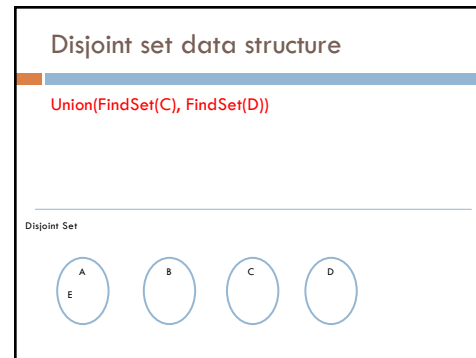 Disjoint set data structure
Union(FindSet(C), FindSet(D))
Disjoint Set
A B C D
E